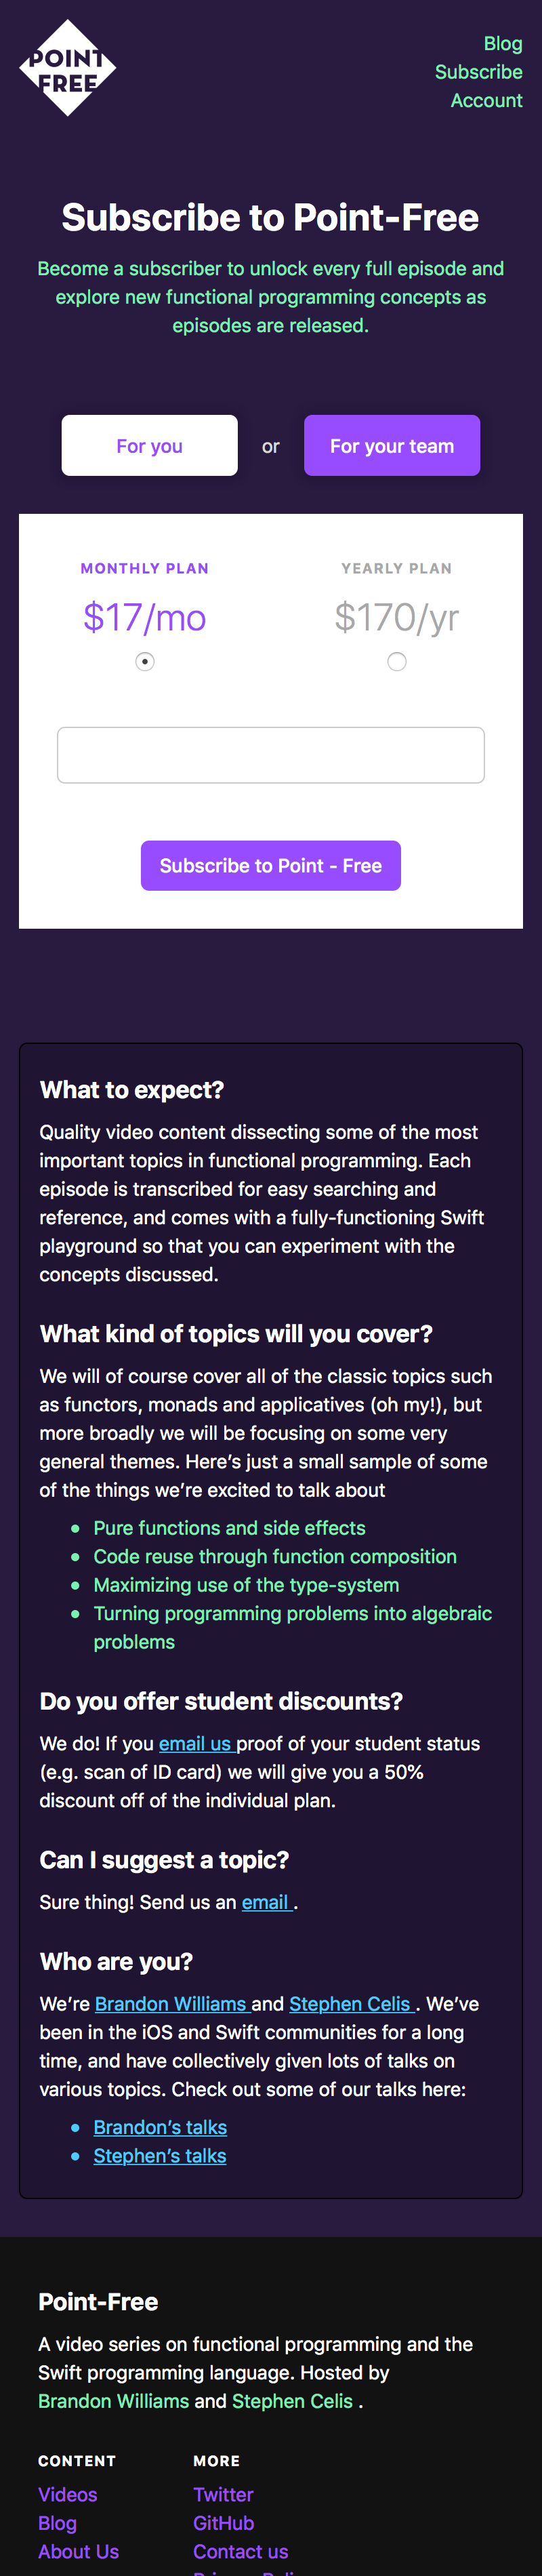 POINT
FREE
Blog
Subscribe
Account
Subscribe to Point-Free
Become a subscriber to unlock every full episode and
explore new functional programming concepts as
episodes are released.
For you
or
For your team
MONTHLY PLAN
$17/mo
YEARLY PLAN
$170/yr
Subscribe to Point - Free
What to expect?
Quality video content dissecting some of the most
important topics in functional programming. Each
episode is transcribed for easy searching and
reference, and comes with a fully-functioning Swift
playground so that you can experiment with the
concepts discussed.
What kind of topics will you cover?
We will of course cover all of the classic topics such
as functors, monads and applicatives (oh my!), but
more broadly we will be focusing on some very
general themes. Here’s just a small sample of some
of the things we’re excited to talk about
• Pure functions and side effects
• Code reuse through function composition
• Maximizing use of the type-system
• Turning programming problems into algebraic
problems
Do you offer student discounts?
We do! If you email us proof of your student status
(e.g. scan of ID card) we will give you a 50%
discount off of the individual plan.
Can I suggest a topic?
Sure thing! Send us an email .
Who are you?
We’re Brandon Williams and Stephen Celis . We’ve
been in the iOS and Swift communities for a long
time, and have collectively given lots of talks on
various topics. Check out some of our talks here:
• Brandon’s talks
• Stephen’s talks
Point-Free
A video series on functional programming and the
Swift programming language. Hosted by
Brandon Williams and Stephen Celis .
CONTENT
Videos
Blog
About Us
MORE
Twitter
GitHub
Contact us